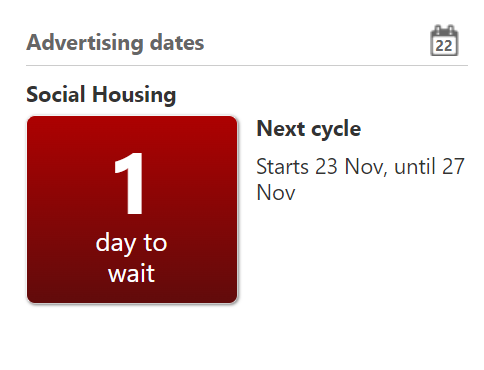 Advertising dates
22
Social Housing
1
day to
wait
Next cycle
Starts 23 Nov, until 27
Nov